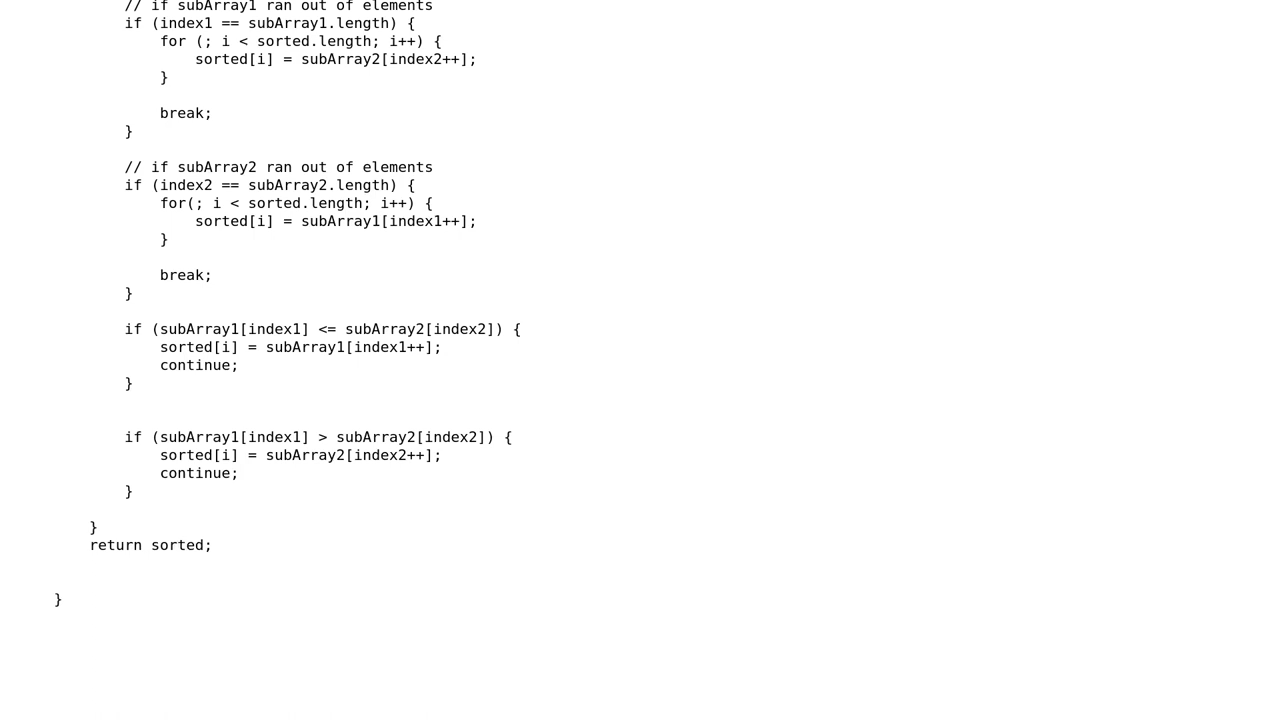 // if subArray1 ran out of elements
if (index1 == subArray1.length) {
for (; i < sorted.length; i++) {
sorted[i] = subArray2[index2++];
}
break;
}
// if subArray2 ran out of elements
if (index2 == subArray2.length) {
for(; i < sorted.length; i++) {
sorted[i] = subArray1[index1++];
}
break;
}
if (subArray1[index1] <= subArray2[index2]) {
sorted[i] = subArray1[index1++];
continue;
}
if (subArray1[index1] > subArray2[index2]) {
sorted[i] = subArray2[index2++];
continue;
}
}
return sorted;
}